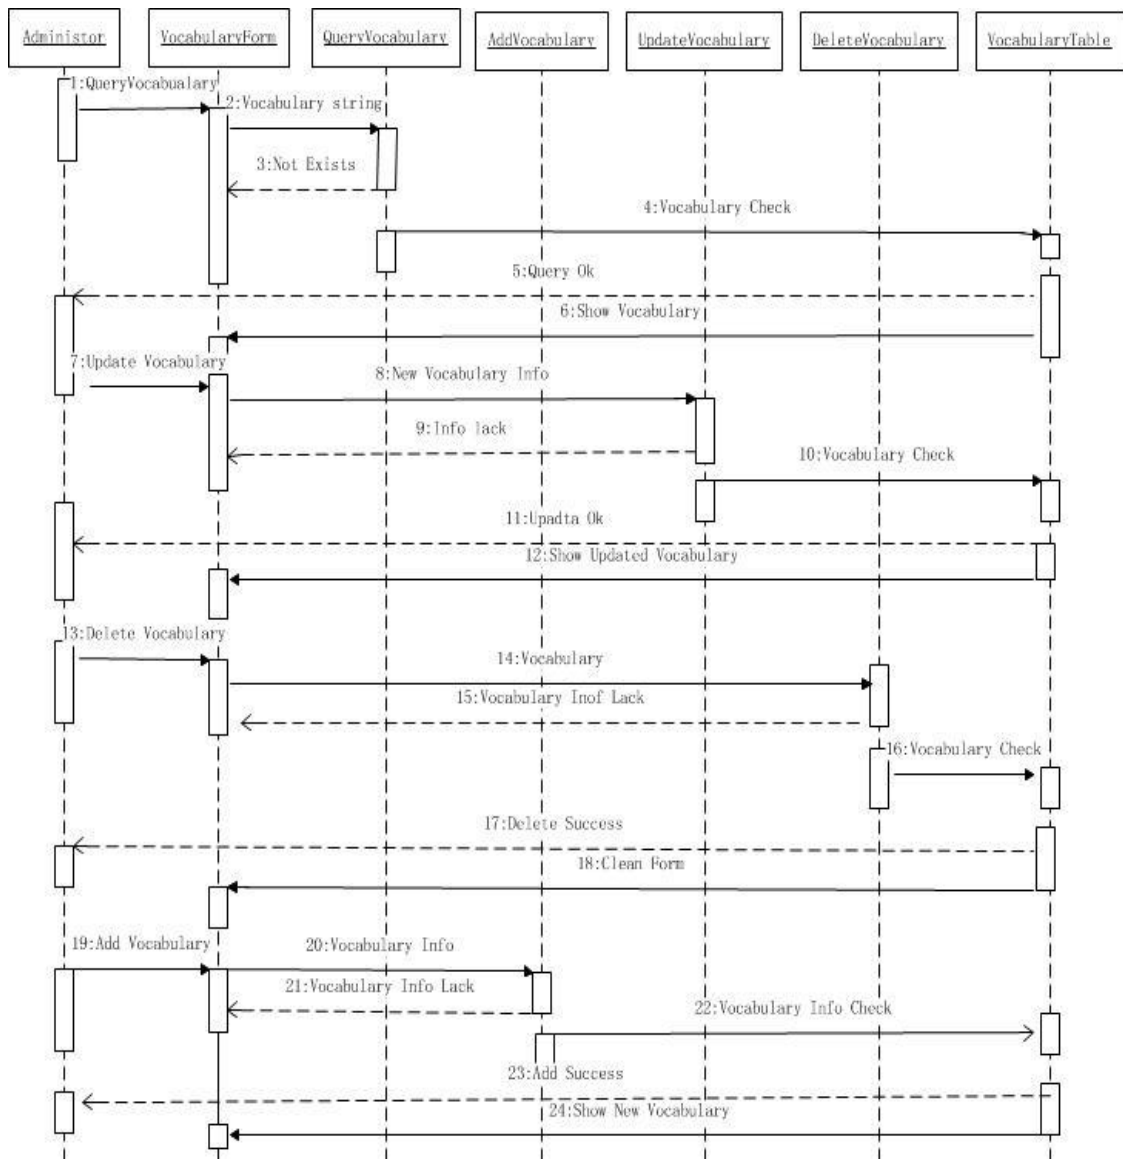 Administor
VocabularyForm
QueryVocabulary
AddVocabulary
UpdateVocabulary
DeleteVocabulary
VocabularyTable
1:QueryVocabualary
2:Vocabulary string
3:Not Exists
4:Vocabulary Check
5:Query Ok
6:Show Vocabulary
7:Update Vocabulary
8:New Vocabulary Info
9:Info lack
10:Vocabulary Check
11:Upadta Ok
12:Show Updated Vocabulary
13:Delete Vocabulary
14:Vocabulary
15:Vocabulary Inof Lack
16:Vocabulary Check
17:Delete Success
18:Clean Form
19:Add Vocabulary
20:Vocabulary Info
21:Vocabulary Info Lack
22:Vocabulary Info Check
23:Add Success
24:Show New Vocabulary